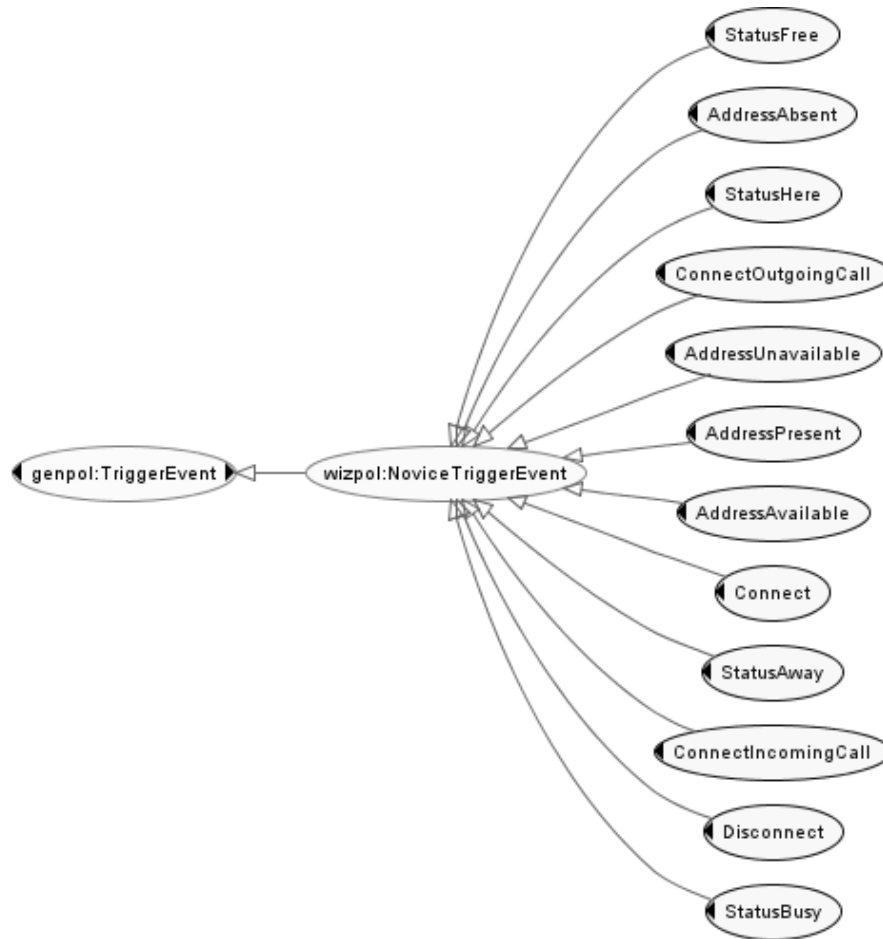 StatusFree
AddressAbsent
StatusHere
ConnectOutgoingCall
AddressUnavailable
AddressPresent
genpol:TriggerEvent
wizpol:NoviceTriggerEvent
AddressAvailable
Connect
StatusAway
ConnectIncomingCall
Disconnect
StatusBusy